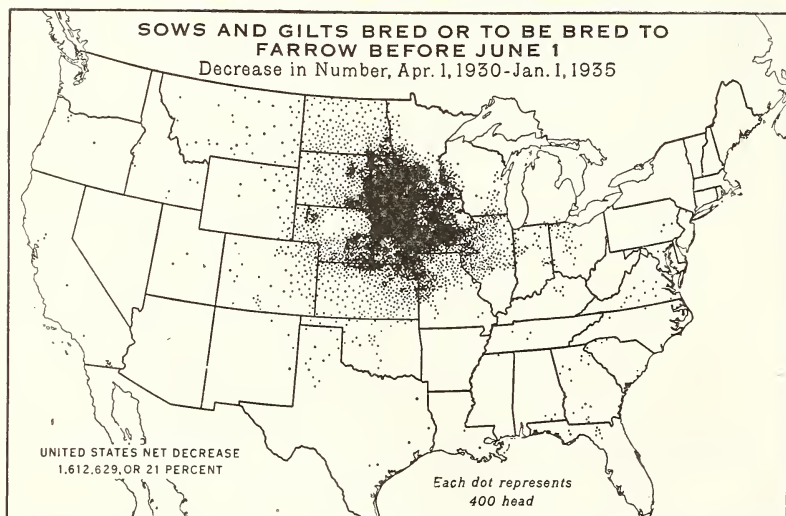 SOWS AND GILTS BRED OR TO BE BRED TO
FARROW BEFORE JUNE 1
Decrease in Number, Apr. 1, 1930-Jan. 1, 1935
UNITED STATES NET DECREASE
1,612,629, OR 21 PERCENT
Each dot represents
400 head